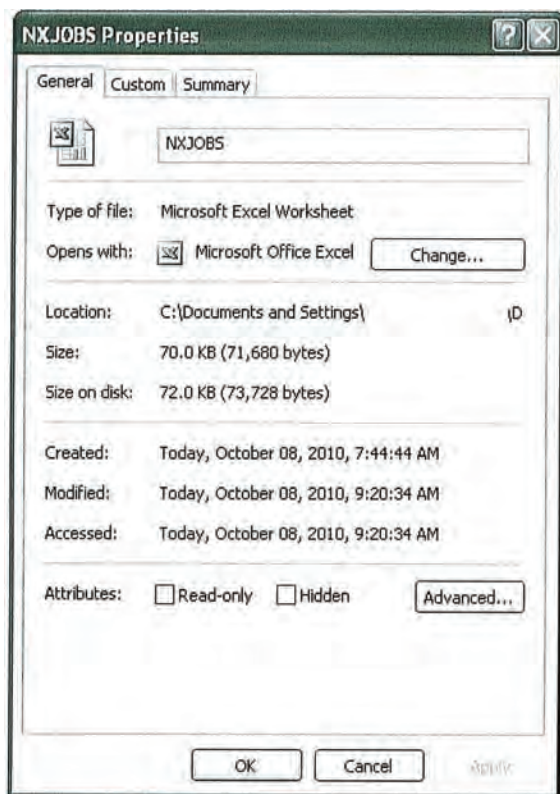 NXJOBS Properties
General Custom Summary
NXJOBS
Type of file: Microsoft Excel Worksheet
Opens with: Microsoft Office Excel Change...
Location: C:\Documents and Settings\ \D
Size: 70.0 KB (71,680 bytes)
Size on disk: 72.0 KB (73,728 bytes)
Created: Today, October 08, 2010, 7:44:44 AM
Modified: Today, October 08, 2010, 9:20:34 AM
Accessed: Today, October 08, 2010, 9:20:34 AM
Attributes: Read-only Hidden Advanced...
OK Cancel Apply